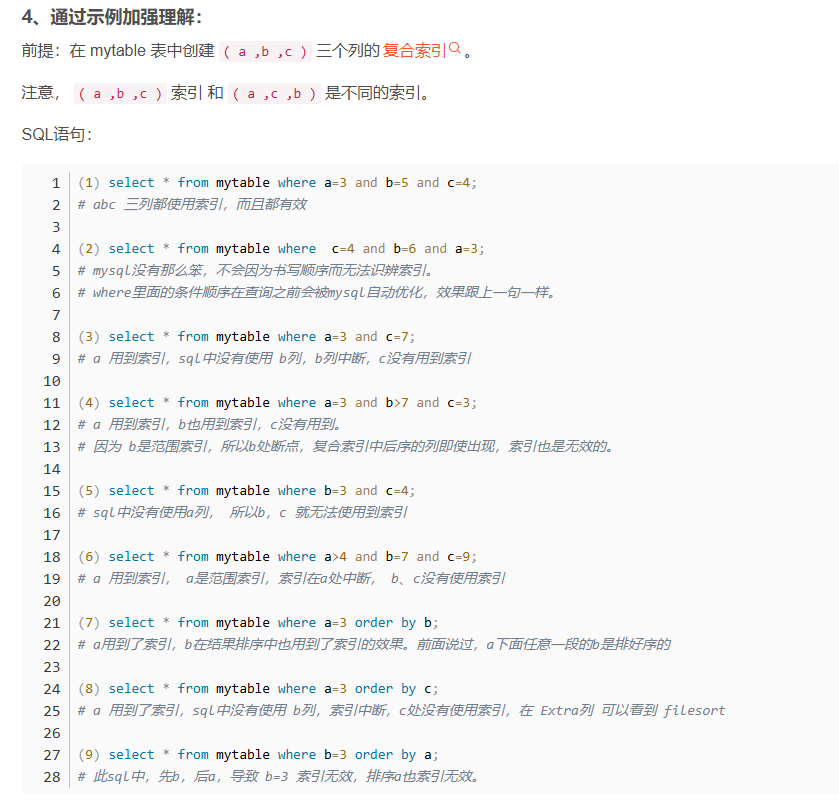 4、通过示例加强理解：
前提：在 mytable 表中创建 ( a ,b ,c ) 三个列的复合索引。
注意， ( a ,b ,c ) 索引 和 ( a ,c ,b ) 是不同的索引。
SQL语句：
1 (1) select * from mytable where a=3 and b=5 and c=4;
2 # abc 三列都使用索引，而且都有效
3
4 (2) select * from mytable where  c=4 and b=6 and a=3;
5 # mysql没有那么笨，不会因为书写顺序而无法识辨索引。
6 # where里面的条件顺序在查询之前会被mysql自动优化，效果跟上一句一样。
7
8 (3) select * from mytable where a=3 and c=7;
9 # a 用到索引，sql中没有使用 b列，b列中断，c没有用到索引
10
11 (4) select * from mytable where a=3 and b>7 and c=3;
12 # a 用到索引，b也用到索引，c没有用到。
13 # 因为 b是范围索引，所以b处断点，复合索引中后序的列即使出现，索引也是无效的。
14
15 (5) select * from mytable where b=3 and c=4;
16 # sql中没有使用a列， 所以b，c 就无法使用到索引
17
18 (6) select * from mytable where a>4 and b=7 and c=9;
19 # a 用到索引， a是范围索引，索引在a处中断， b、c没有使用索引
20
21 (7) select * from mytable where a=3 order by b;
22 # a用到了索引，b在结果排序中也用到了索引的效果。前面说过，a下面任意一段的b是排好序的
23
24 (8) select * from mytable where a=3 order by c;
25 # a 用到了索引，sql中没有使用 b列，索引中断，c处没有使用索引，在 Extra列 可以看到 filesort
26
27 (9) select * from mytable where b=3 order by a;
28 # 此sql中，先b，后a，导致 b=3 索引无效，排序a也索引无效。